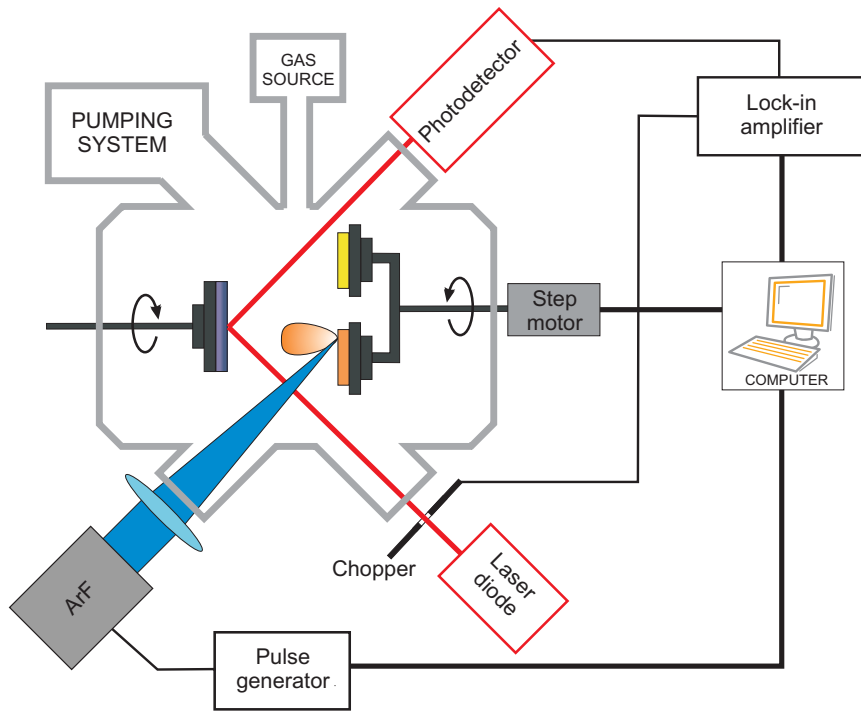 GAS
SOURCE
PUMPING
SYSTEM
Photodetector
Lock-in
amplifier
Step
motor
COMPUTER
Chopper
Laser
diode
ArF
Pulse
generator